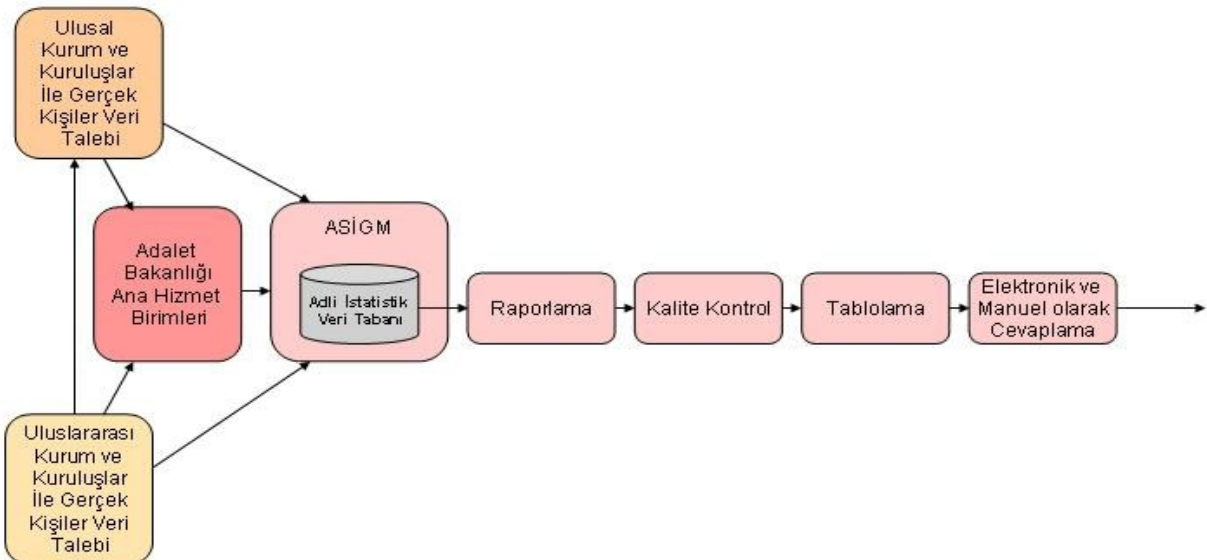 Ulusal
Kurum ve
Kuruluşlar
İle Gerçek
Kişiler Veri
Talebi
Adalet
Bakanlığı
Ana Hizmet
Birimleri
Uluslararası
Kurum ve
Kuruluşlar
İle Gerçek
Kişiler Veri
Talebi
ASİGM
Adli İstatistik
Veri Tabanı
Raporlama
Kalite Kontrol
Tablolama
Elektronik ve
Manuel olarak
Cevaplama